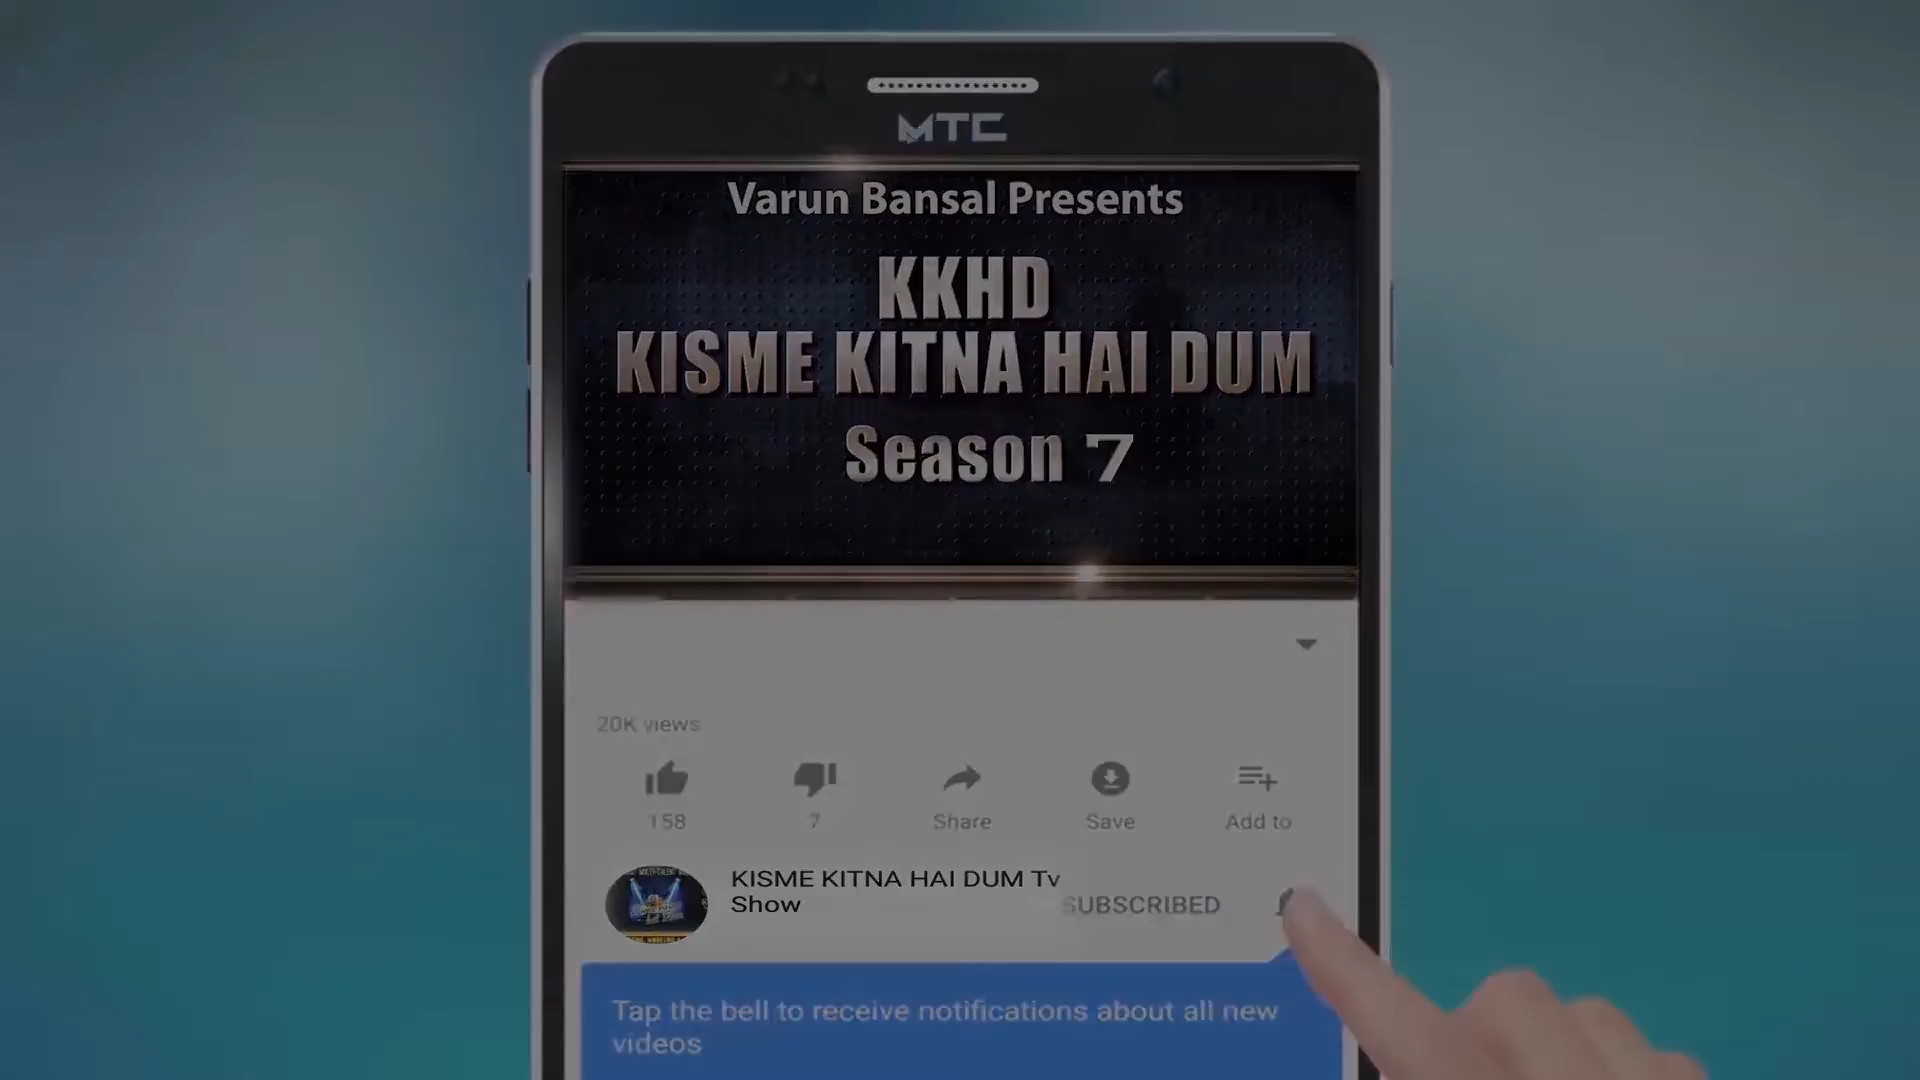 MTC
Varun Bansal Presents
KKHD
KISME KITNA HAI DUM
Season 7
20K views
158
7
Share
Save
Add to
KISME KITNA HAI DUM Tv
Show
SUBSCRIBED
Tap the bell to receive notifications about all new
videos